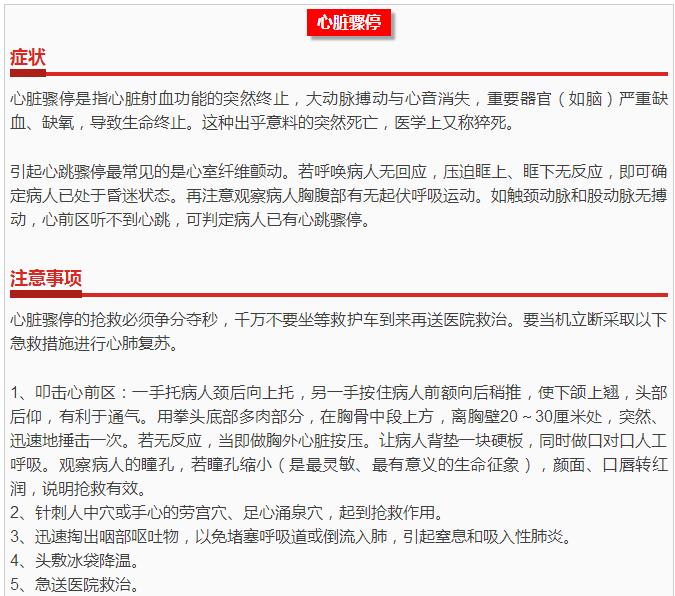 心脏骤停
症状
心脏骤停是指心脏射血功能的突然终止，大动脉搏动与心音消失，重要器官（如脑）严重缺
血、缺氧，导致生命终止。这种出乎意料的突然死亡，医学上又称猝死。
引起心跳骤停最常见的是心室纤维颤动。若呼唤病人无回应，压迫眶上、眶下无反应，即可确
定病人已处于昏迷状态。再注意观察病人胸腹部有无起伏呼吸运动。如触颈动脉和股动脉无搏
动，心前区听不到心跳，可判定病人已有心跳骤停。
注意事项
心脏骤停的抢救必须争分夺秒，千万不要坐等救护车到来再送医院救治。要当机立断采取以下
急救措施进行心肺复苏。
1、叩击心前区：一手托病人颈后向上托，另一手按住病人前额向后稍推，使下颌上翘，头部
后仰，有利于通气。用拳头底部多肉部分，在胸骨中段上方，离胸壁20～30厘米处，突然、
迅速地捶击一次。若无反应，当即做胸外心脏按压。让病人背垫一块硬板，同时做口对口人工
呼吸。观察病人的瞳孔，若瞳孔缩小（是最灵敏、最有意义的生命征象），颜面、口唇转红
润，说明抢救有效。
2、针刺人中穴或手心的劳宫穴、足心涌泉穴，起到抢救作用。
3、迅速掏出咽部呕吐物，以免堵塞呼吸道或倒流入肺，引起窒息和吸入性肺炎。
4、头敷冰袋降温。
5、急送医院救治。